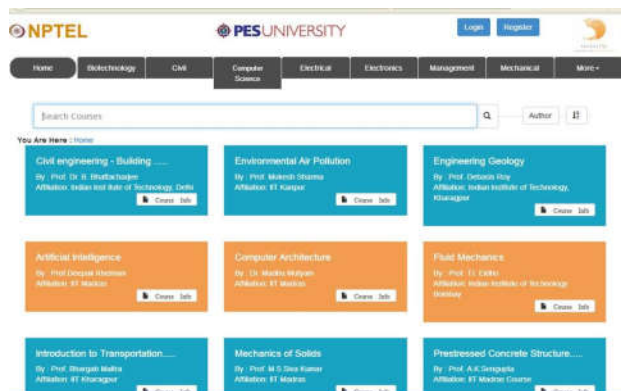 NPTEL
PESUNIVERSITY
Login
Register
Home
Biotechnology
Civil
Computer
Science
Electrical
Electronics
Management
Mechanical
More
Search Courses
Author
You Are Here : Home
Civil engineering - Building .....
By : Prof. Dr. B. Bhattacharjee
Affiliation: Indian Institute of Technology, Delhi
Course Info
Environmental Air Pollution
By : Prof. Mukesh Sharma
Affiliation: IIT Kanpur
Course Info
Engineering Geology
By : Prof. Debasis Roy
Affiliation: Indian Institute of Technology,
Kharagpur
Course Info
Artificial Intelligence
By : Prof.Deepak Khemani
Affiliation: IIT Madras
Course Info
Computer Architecture
By : Dr. Madhu Mutyam
Affiliation: IIT Madras
Course Info
Fluid Mechanics
By : Prof. T.I. Eldho
Affiliation: Indian Institute of Technology
Bombay
Course Info
Introduction to Transportation.....
By : Prof. Bhargab Maitra
Affiliation: IIT Kharagpur
Course Info
Mechanics of Solids
By : Prof. M.S.Siva Kumar
Affiliation: IIT Madras
Course Info
Prestressed Concrete Structure.....
By : Prof. A.K.Sengupta
Affiliation: IIT Madras Course
Course Info